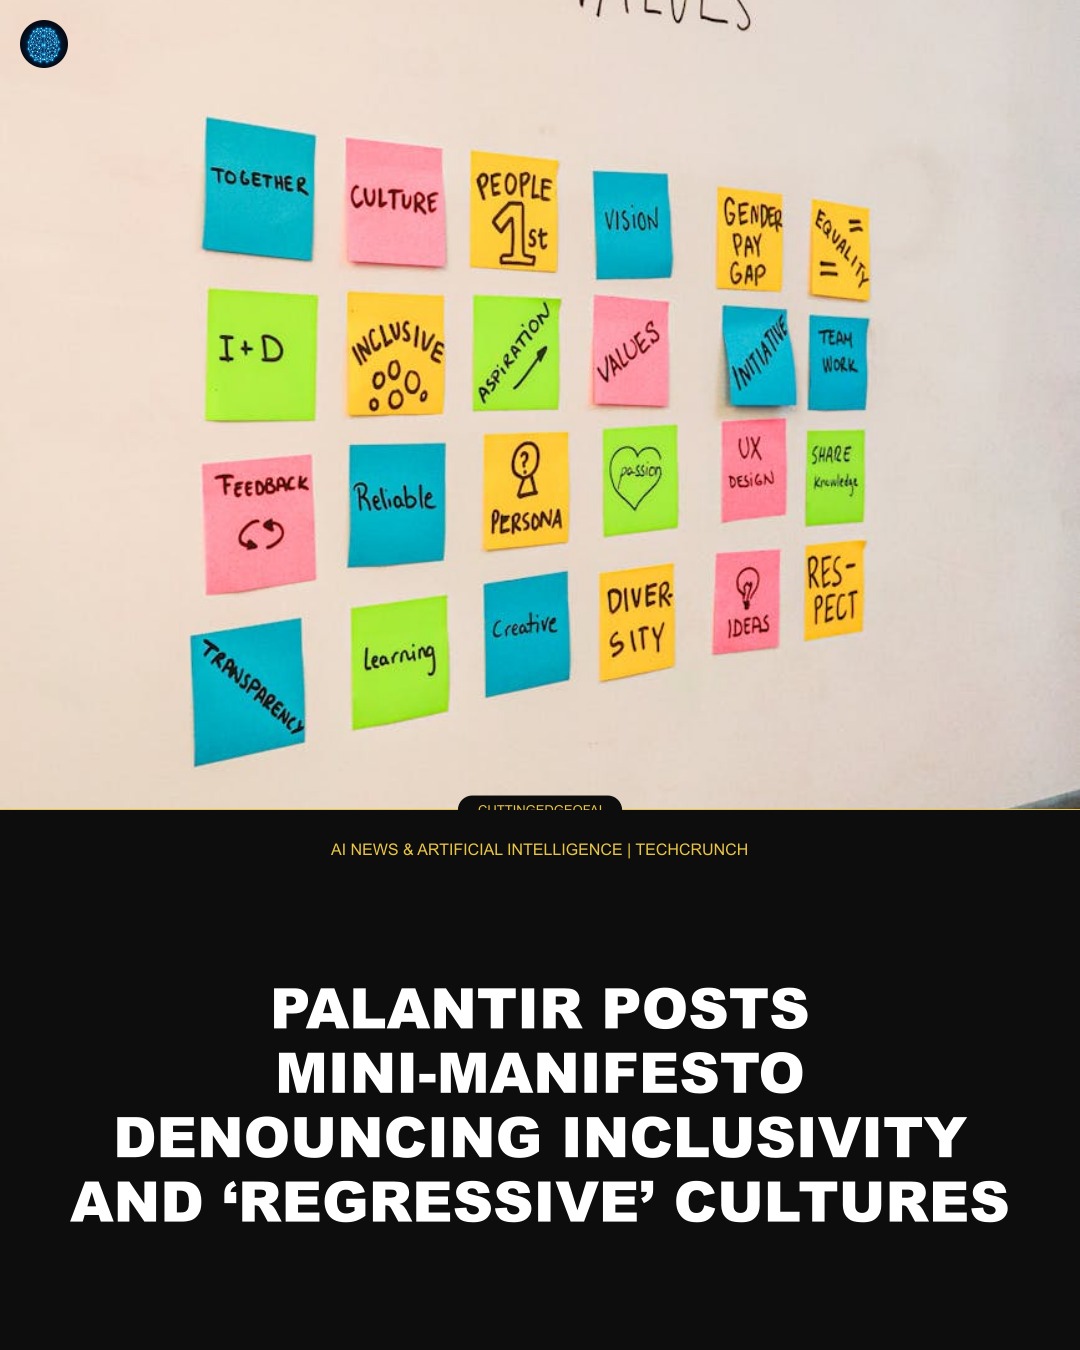 VALUES
TOGETHER
CULTURE
PEOPLE
1st
VISION
GENDER
PAY
GAP
EQUALITY
I+D
INCLUSIVE
ASPIRATION
VALUES
INITIATIVE
TEAM
WORK
FEEDBACK
Reliable
?
PERSONA
passion
UX
DESIGN
SHARE
Knowledge
TRANSPARENCY
Learning
Creative
DIVER-
SITY
IDEAS
RES-
PECT
CUTTINGEDGEOFAI
AI NEWS & ARTIFICIAL INTELLIGENCE | TECHCRUNCH
PALANTIR POSTS
MINI-MANIFESTO
DENOUNCING INCLUSIVITY
AND ‘REGRESSIVE’ CULTURES